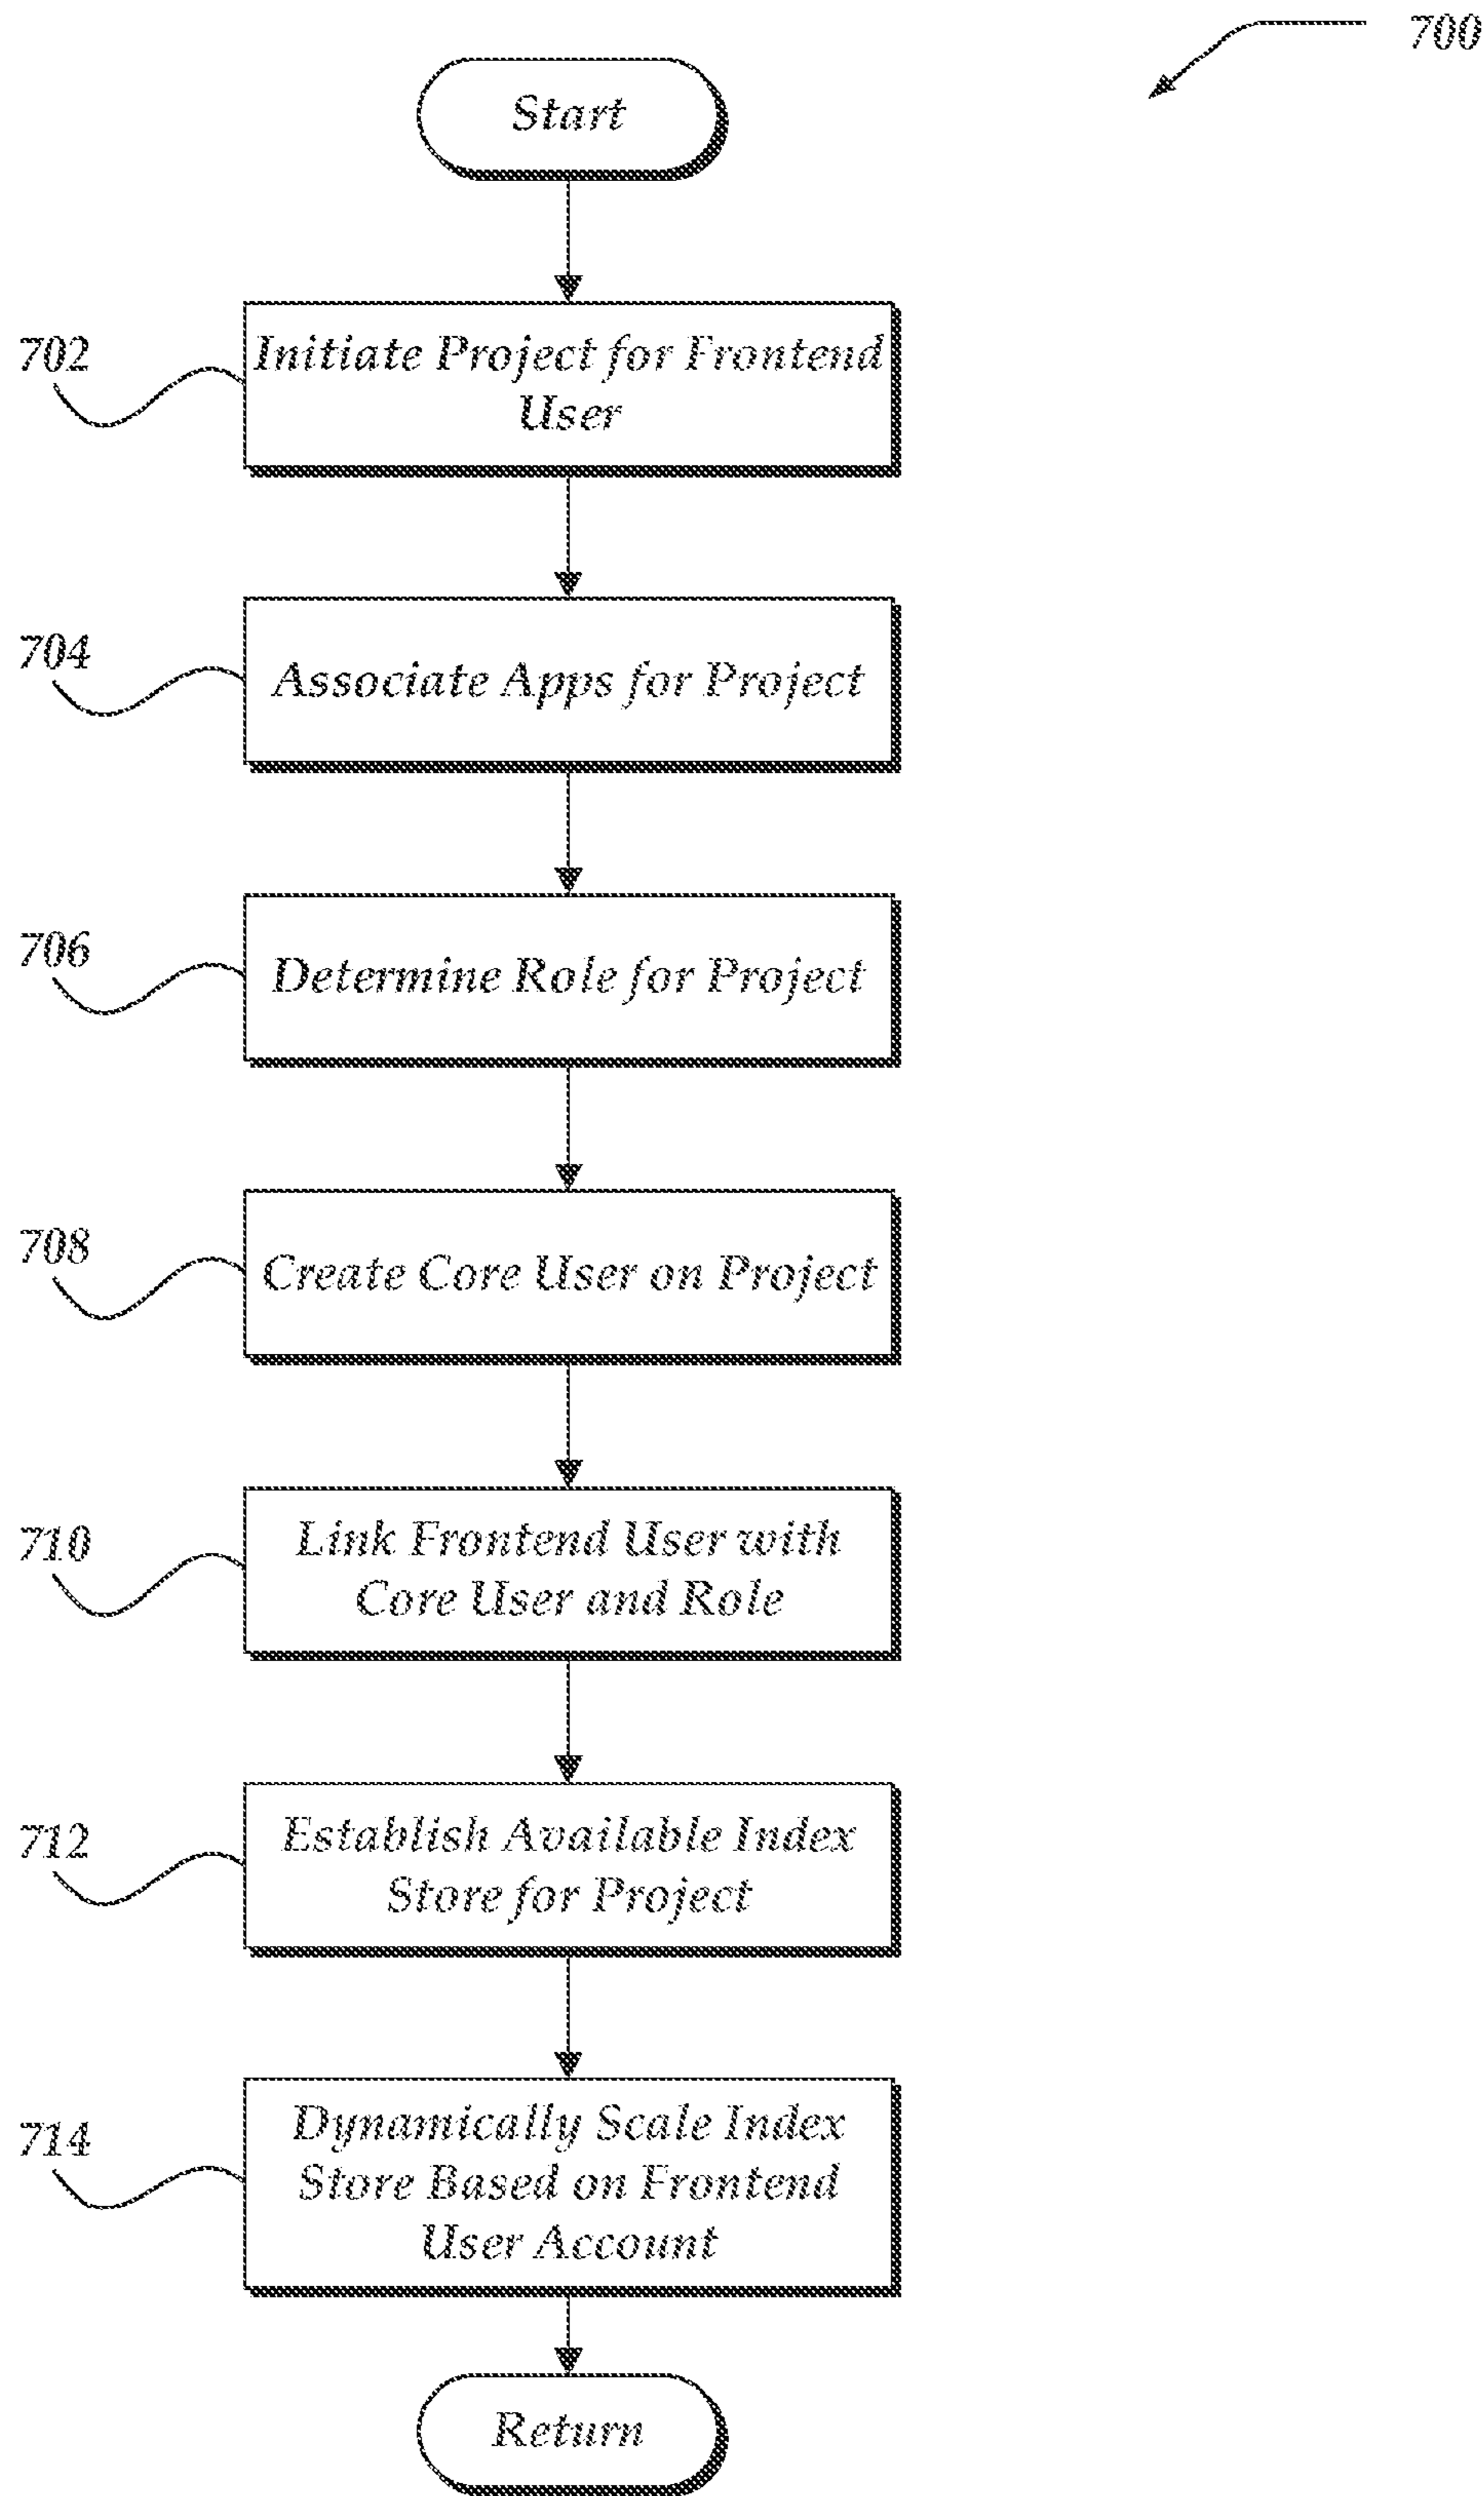 700
Start
702
Initiate Project for Frontend
User
704
Associate Apps for Project
706
Determine Role for Project
708
Create Core User on Project
710
Link Frontend User with
Core User and Role
712
Establish Available Index
Store for Project
714
Dynamically Scale Index
Store Based on Frontend
User Account
Return